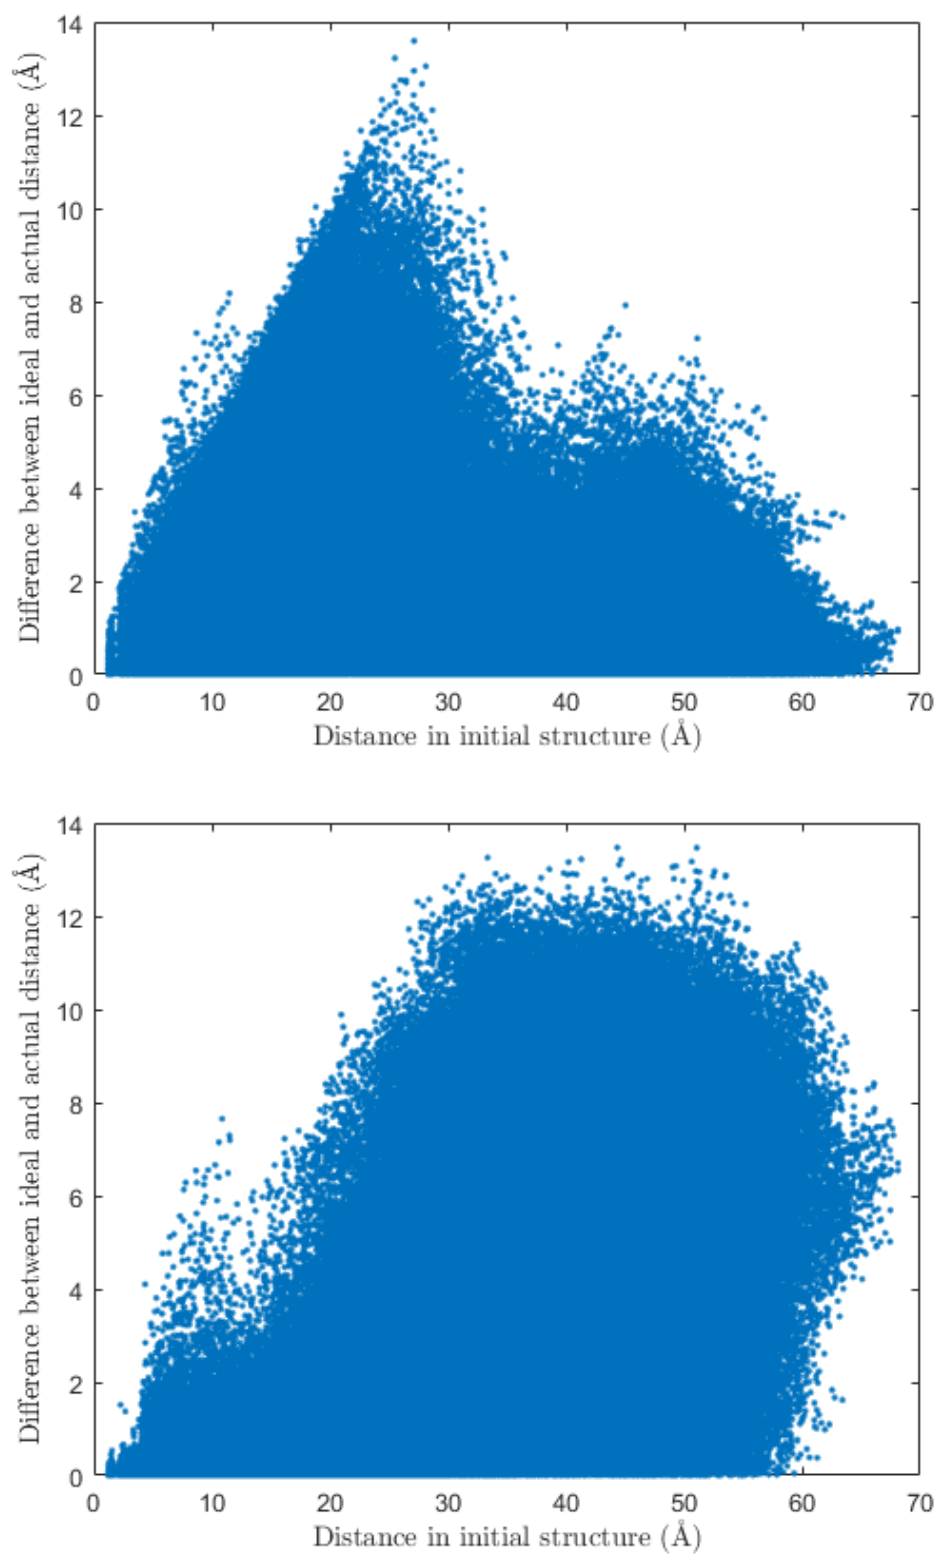 14
12
10
8
6
4
2
0
Difference between ideal and actual distance (Å)
0 10 20 30 40 50 60 70
Distance in initial structure (Å)
14
12
10
8
6
4
2
0
Difference between ideal and actual distance (Å)
0 10 20 30 40 50 60 70
Distance in initial structure (Å)